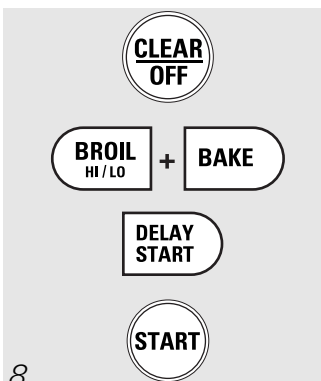 CLEAR
OFF
BROIL + BAKE
HI / LO
DELAY
START
START
8